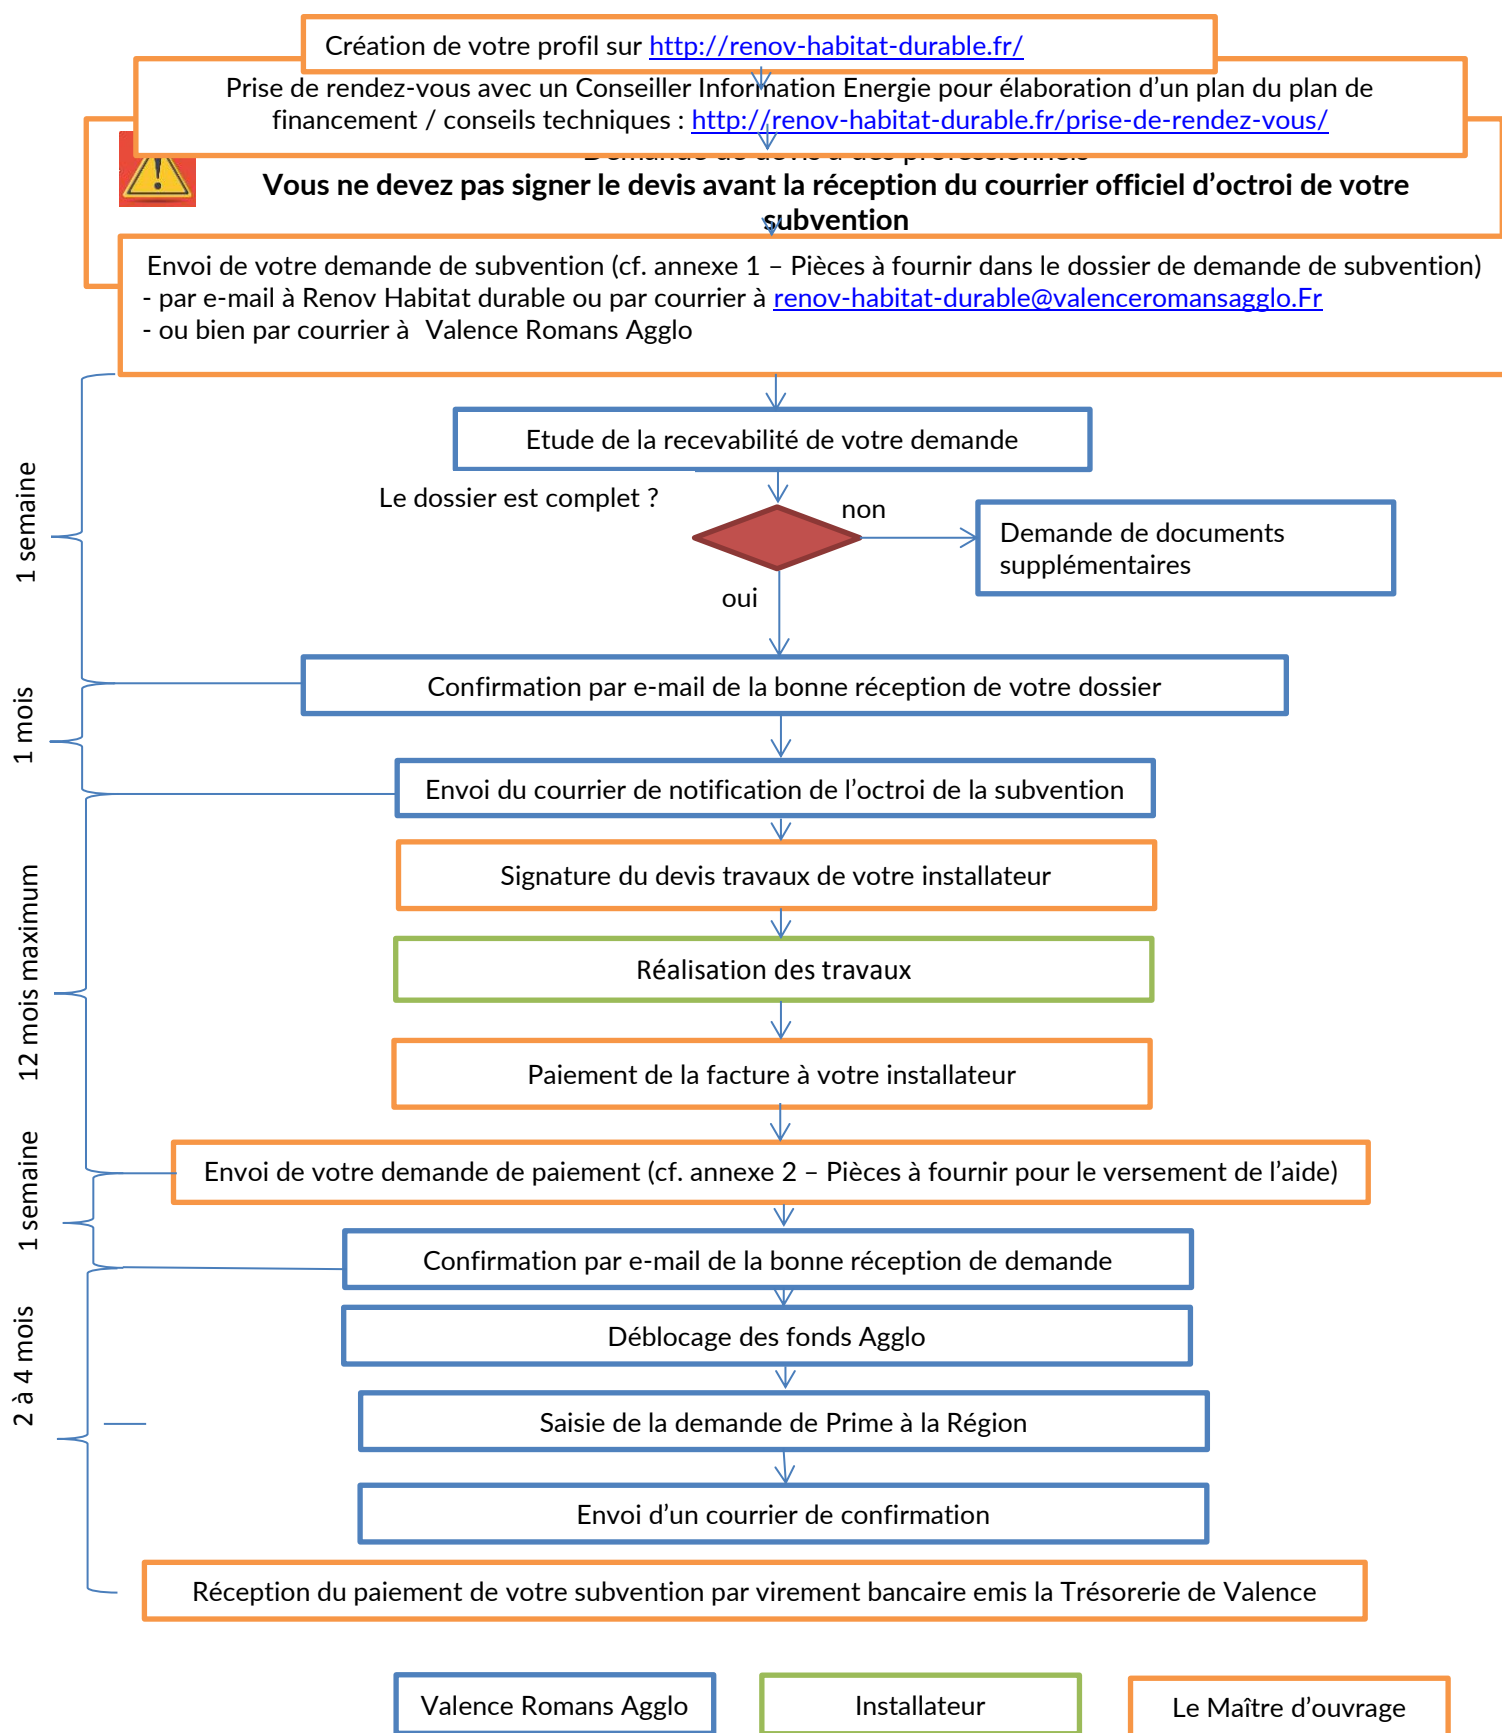 Création de votre profil sur http://renov-habitat-durable.fr/
Prise de rendez-vous avec un Conseiller Information Energie pour élaboration d’un plan du plan de
financement / conseils techniques : http://renov-habitat-durable.fr/prise-de-rendez-vous/
Demande de devis à des professionnels
Vous ne devez pas signer le devis avant la réception du courrier officiel d’octroi de votre
subvention
Envoi de votre demande de subvention (cf. annexe 1 – Pièces à fournir dans le dossier de demande de subvention)
- par e-mail à Renov Habitat durable ou par courrier à renov-habitat-durable@valenceromansagglo.Fr
- ou bien par courrier à Valence Romans Agglo
1 semaine
Etude de la recevabilité de votre demande
Le dossier est complet ?
non
Demande de documents
supplémentaires
oui
Confirmation par e-mail de la bonne réception de votre dossier
1 mois
Envoi du courrier de notification de l’octroi de la subvention
12 mois maximum
Signature du devis travaux de votre installateur
Réalisation des travaux
Paiement de la facture à votre installateur
Envoi de votre demande de paiement (cf. annexe 2 – Pièces à fournir pour le versement de l’aide)
1 semaine
Confirmation par e-mail de la bonne réception de demande
2 à 4 mois
Déblocage des fonds Agglo
Saisie de la demande de Prime à la Région
Envoi d’un courrier de confirmation
Réception du paiement de votre subvention par virement bancaire emis la Trésorerie de Valence
Valence Romans Agglo
Installateur
Le Maître d’ouvrage